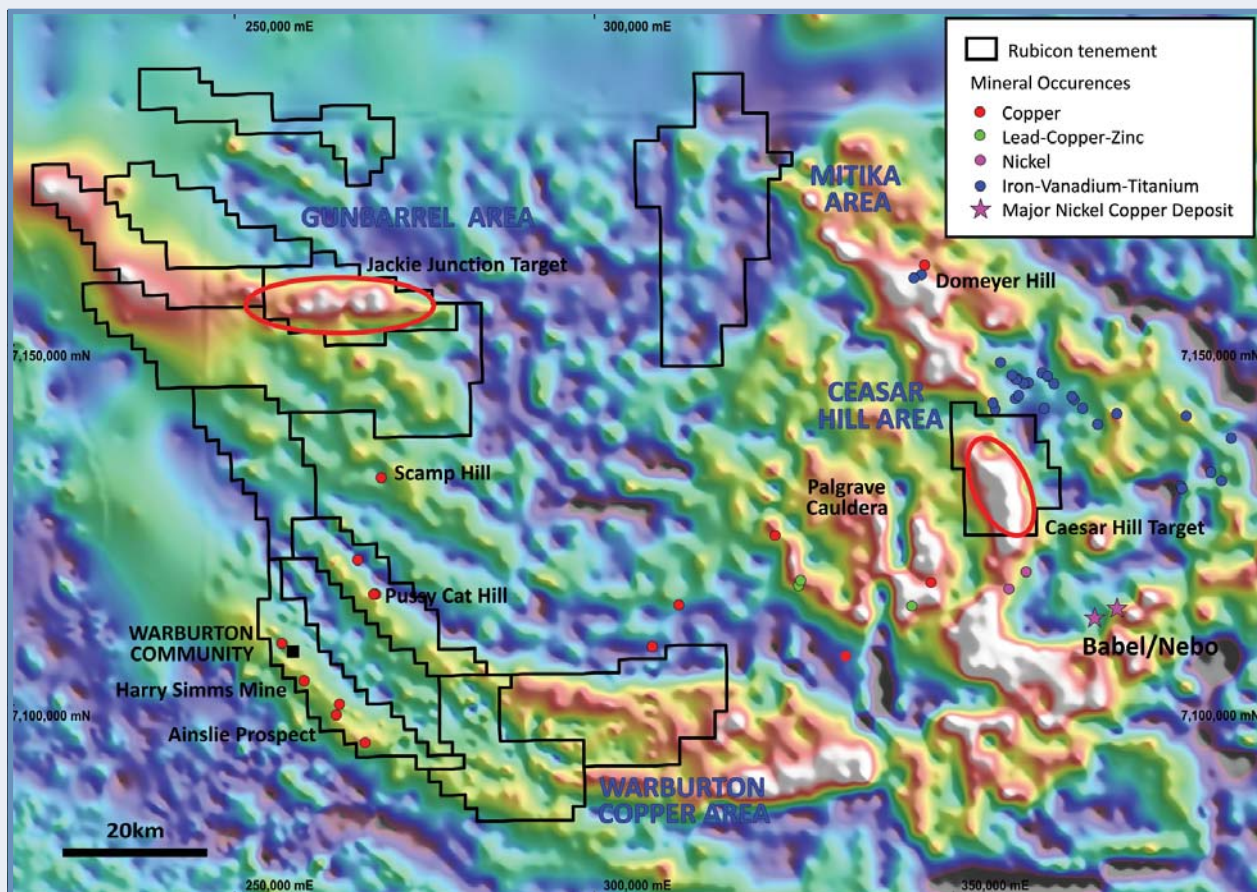 250,000 mE
300,000 mE
Rubicon tenement
Mineral Occurences
Copper
Lead-Copper-Zinc
Nickel
Iron-Vanadium-Titanium
Major Nickel Copper Deposit
MITIKA
AREA
GUNBARREL AREA
Jackie Junction Target
Domeyer Hill
7,150,000 mN
7,150,000 mN
CEASAR
HILL AREA
Scamp Hill
Palgrave
Cauldera
Caesar Hill Target
Pussy Cat Hill
WARBURTON
COMMUNITY
Babel/Nebo
Harry Simms Mine
7,100,000 mN
7,100,000 mN
Ainslie Prospect
WARBURTON
COPPER AREA
20km
250,000 mE
300,000 mE
350,000 mE